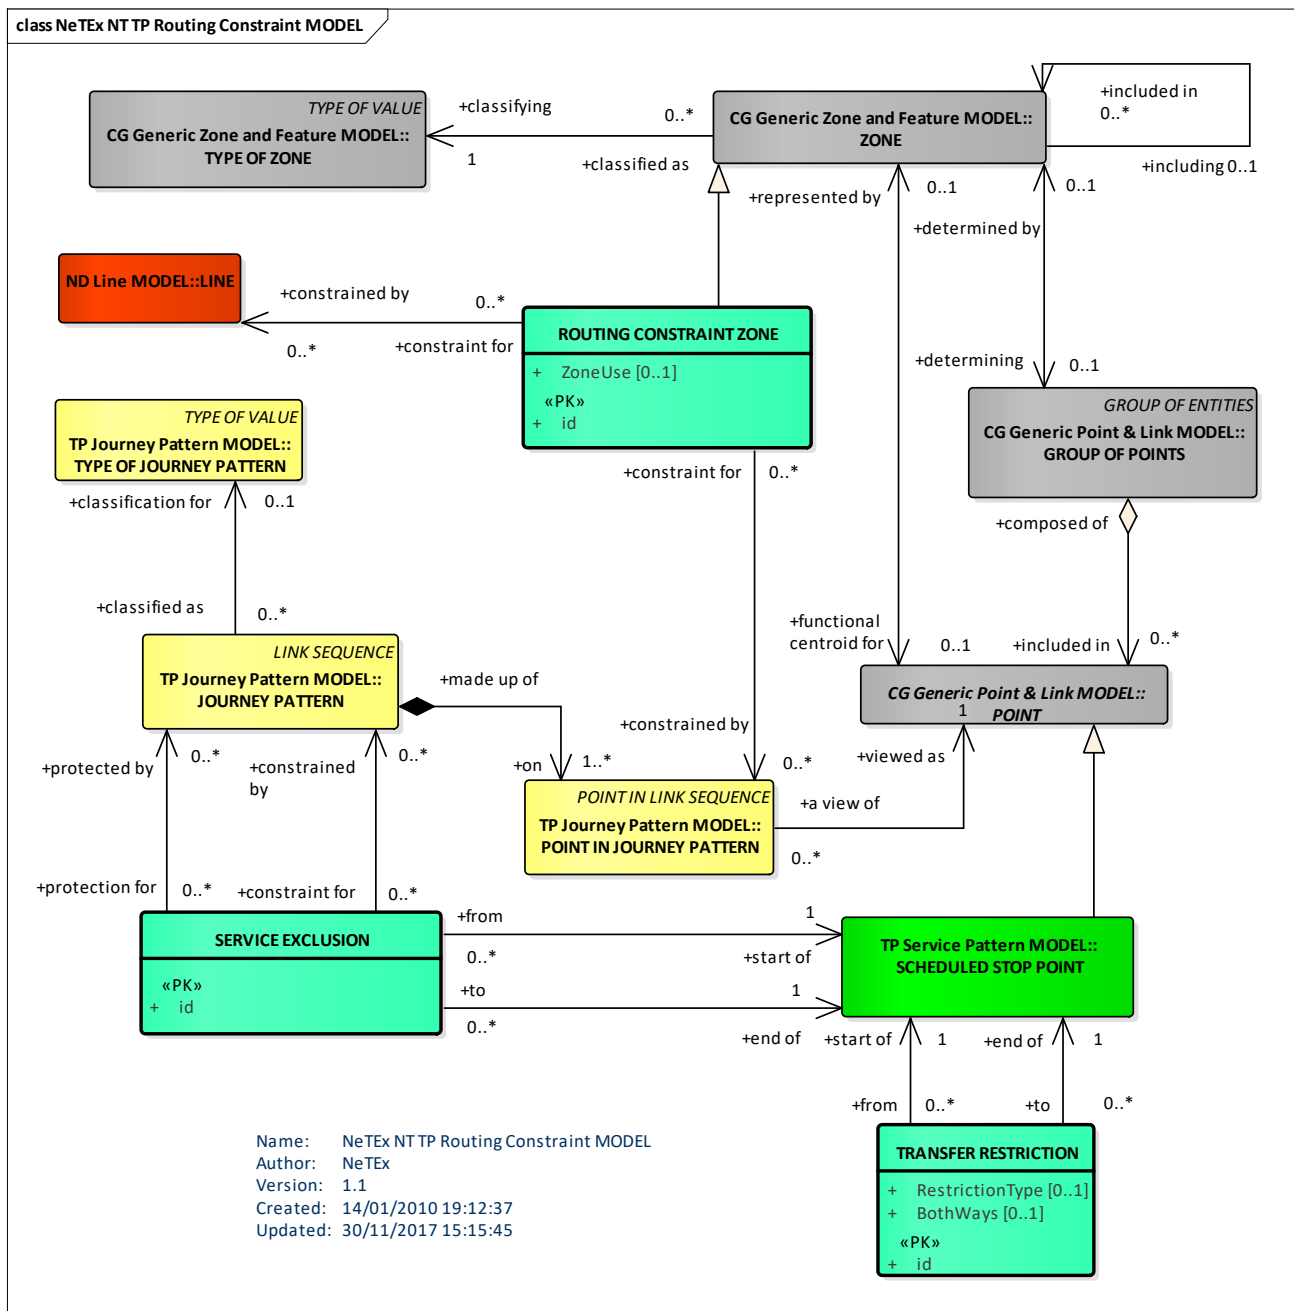 class NeTEx NT TP Routing Constraint MODEL
TYPE OF VALUE
CG Generic Zone and Feature MODEL::
TYPE OF ZONE
+classifying
1
0..*
+classified as
CG Generic Zone and Feature MODEL::
ZONE
+included in
0..*
+including 0..1
+represented by
0..1
0..1
+determined by
ND Line MODEL::LINE
+constrained by
0..*
0..*
+constraint for
ROUTING CONSTRAINT ZONE
+ ZoneUse [0..1]
«PK»
+ id
+determining
0..1
GROUP OF ENTITIES
CG Generic Point & Link MODEL::
GROUP OF POINTS
TYPE OF VALUE
TP Journey Pattern MODEL::
TYPE OF JOURNEY PATTERN
+classification for
0..1
+constraint for
0..*
+composed of
+classified as
0..*
+functional
centroid for
0..1
+included in
0..*
LINK SEQUENCE
TP Journey Pattern MODEL::
JOURNEY PATTERN
+made up of
CG Generic Point & Link MODEL::
POINT
1
+constrained by
0..*
+viewed as
+protected by
0..*
+constrained
by
0..*
+on
1..*
POINT IN LINK SEQUENCE
TP Journey Pattern MODEL::
POINT IN JOURNEY PATTERN
+a view of
0..*
+protection for
0..*
+constraint for
0..*
SERVICE EXCLUSION
«PK»
+ id
+from
0..*
1
+start of
+to
0..*
1
+end of
TP Service Pattern MODEL::
SCHEDULED STOP POINT
+start of
1
+end of
1
+from
0..*
+to
0..*
TRANSFER RESTRICTION
+ RestrictionType [0..1]
+ BothWays [0..1]
«PK»
+ id
Name: NeTEx NT TP Routing Constraint MODEL
Author: NeTEx
Version: 1.1
Created: 14/01/2010 19:12:37
Updated: 30/11/2017 15:15:45